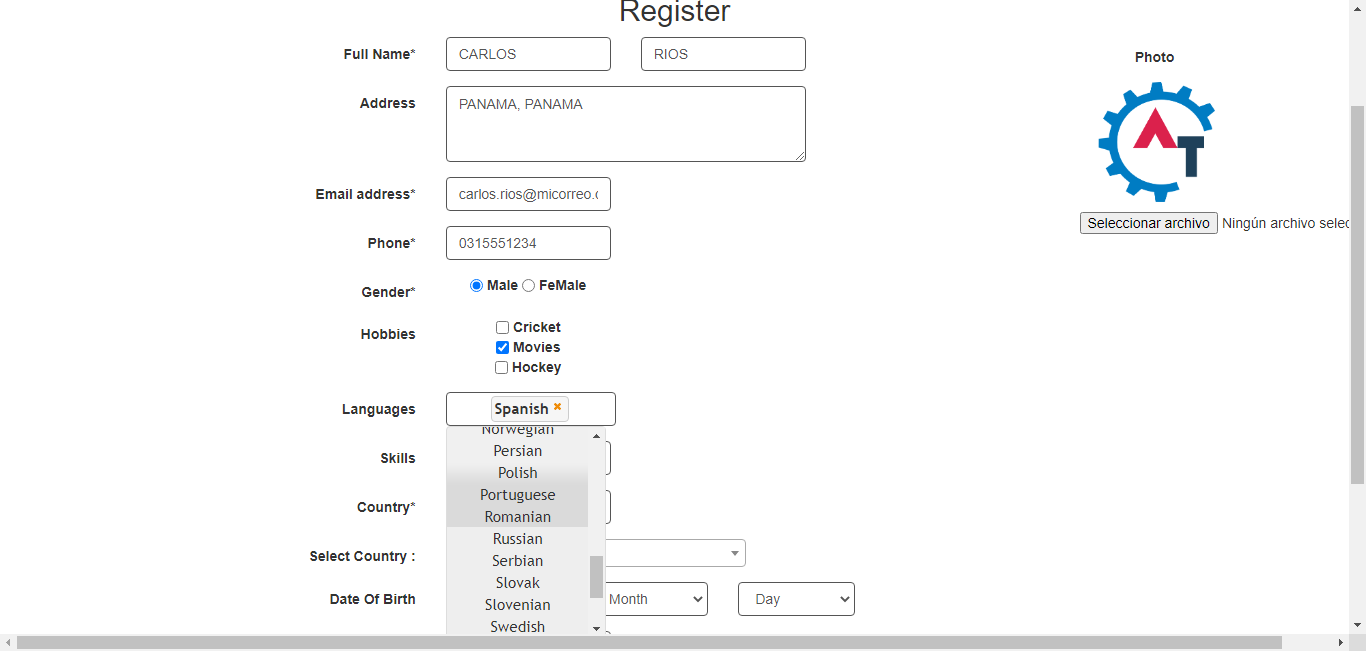 Register
Full Name* CARLOS RIOS
Photo
Address PANAMA, PANAMA
AT
Email address* carlos.rios@micorreo.
Seleccionar archivo Ningún archivo selec
Phone* 0315551234
Gender* Male FeMale
Hobbies Cricket
Movies
Hockey
Languages Spanish
Norwegian
Persian
Skills
Polish
Portuguese
Country*
Romanian
Russian
Select Country :
Serbian
Slovak
Date Of Birth Month Day
Slovenian
Swedish